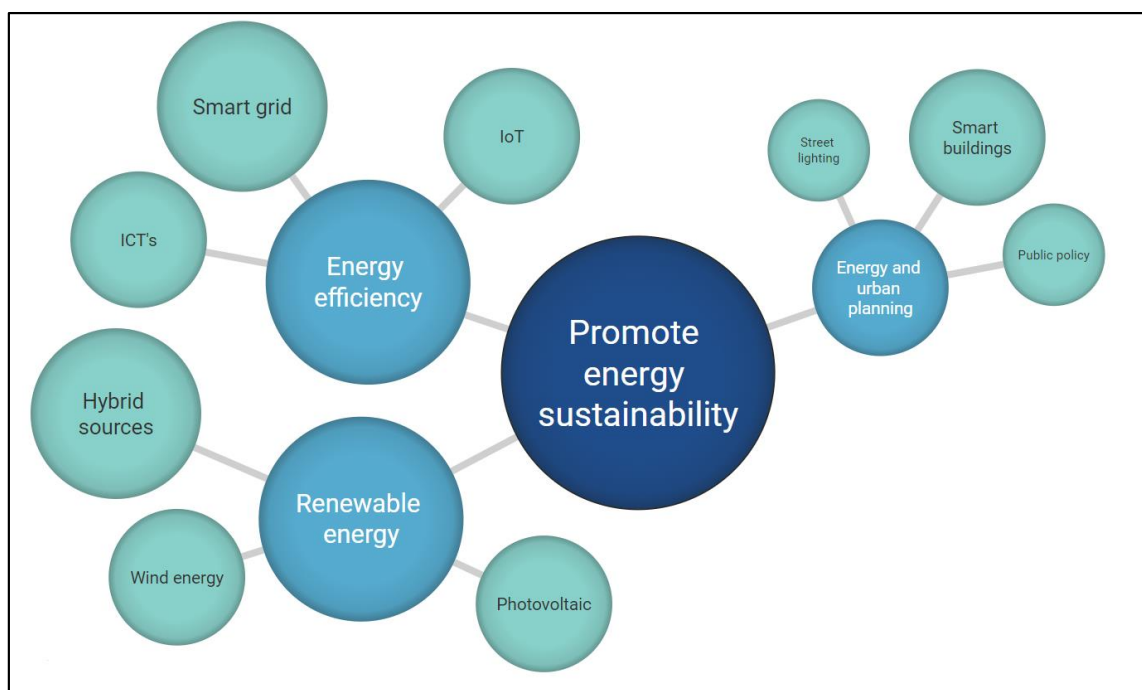 Smart grid
IoT
ICT's
Energy
efficiency
Street
lighting
Smart
buildings
Public policy
Energy and
urban
planning
Promote
energy
sustainability
Hybrid
sources
Renewable
energy
Wind energy
Photovoltaic